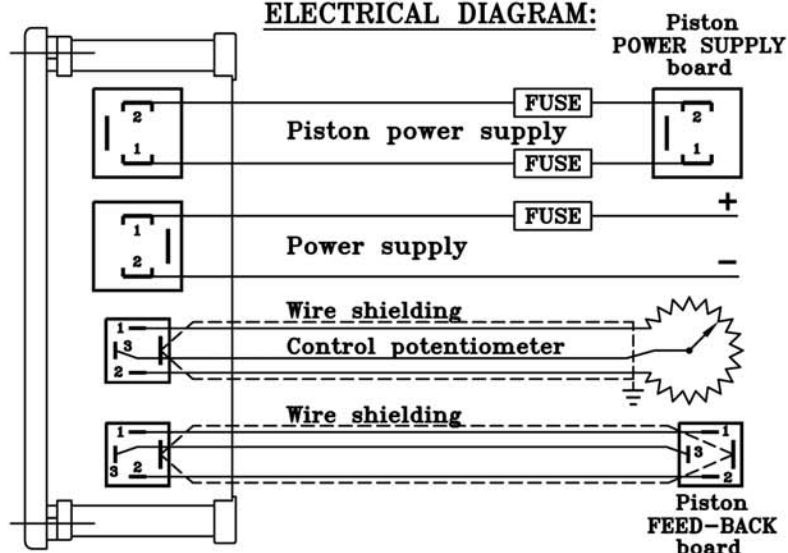 ELECTRICAL DIAGRAM:
Piston
POWER SUPPLY
board
2
FUSE
2
Piston power supply
1
FUSE
1
1
FUSE
+
Power supply
2
−
Wire shielding
1
3
Control potentiometer
2
Wire shielding
1
1
3
3
2
2
Piston
FEED-BACK
board